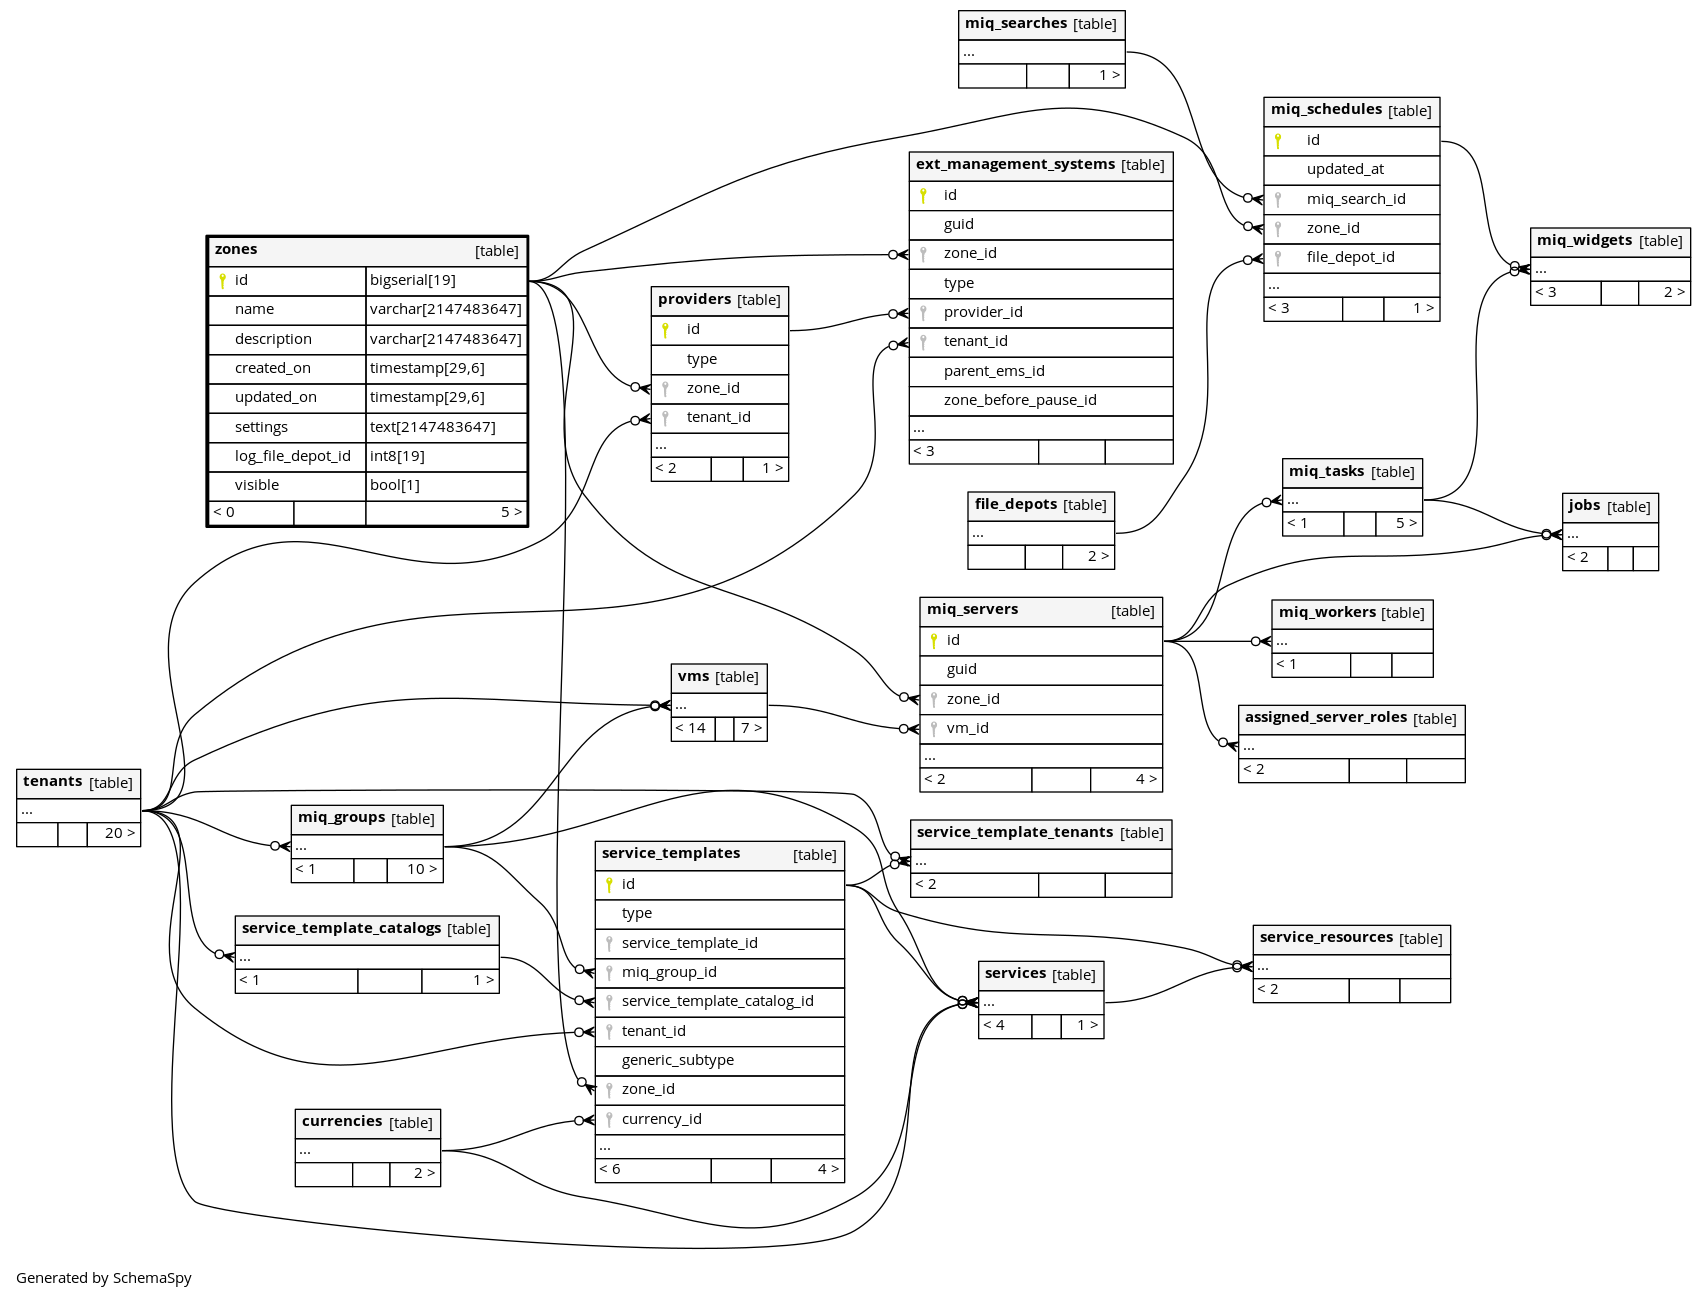 miq_searches [table]
...
1 >
miq_schedules [table]
id
updated_at
miq_search_id
zone_id
file_depot_id
...
< 3 1 >
ext_management_systems [table]
id
guid
zone_id
type
provider_id
tenant_id
parent_ems_id
zone_before_pause_id
...
< 3
miq_widgets [table]
...
< 3 2 >
zones [table]
id bigserial[19]
name varchar[2147483647]
description varchar[2147483647]
created_on timestamp[29,6]
updated_on timestamp[29,6]
settings text[2147483647]
log_file_depot_id int8[19]
visible bool[1]
< 0 5 >
providers [table]
id
type
zone_id
tenant_id
...
< 2 1 >
miq_tasks [table]
...
< 1 5 >
file_depots [table]
...
2 >
jobs [table]
...
< 2
miq_servers [table]
id
guid
zone_id
vm_id
...
< 2 4 >
miq_workers [table]
...
< 1
vms [table]
...
< 14 7 >
assigned_server_roles [table]
...
< 2
tenants [table]
...
20 >
miq_groups [table]
...
< 1 10 >
service_template_tenants [table]
...
< 2
service_templates [table]
id
type
service_template_id
miq_group_id
service_template_catalog_id
tenant_id
generic_subtype
zone_id
currency_id
...
< 6 4 >
service_template_catalogs [table]
...
< 1 1 >
service_resources [table]
...
< 2
services [table]
...
< 4 1 >
currencies [table]
...
2 >
Generated by SchemaSpy